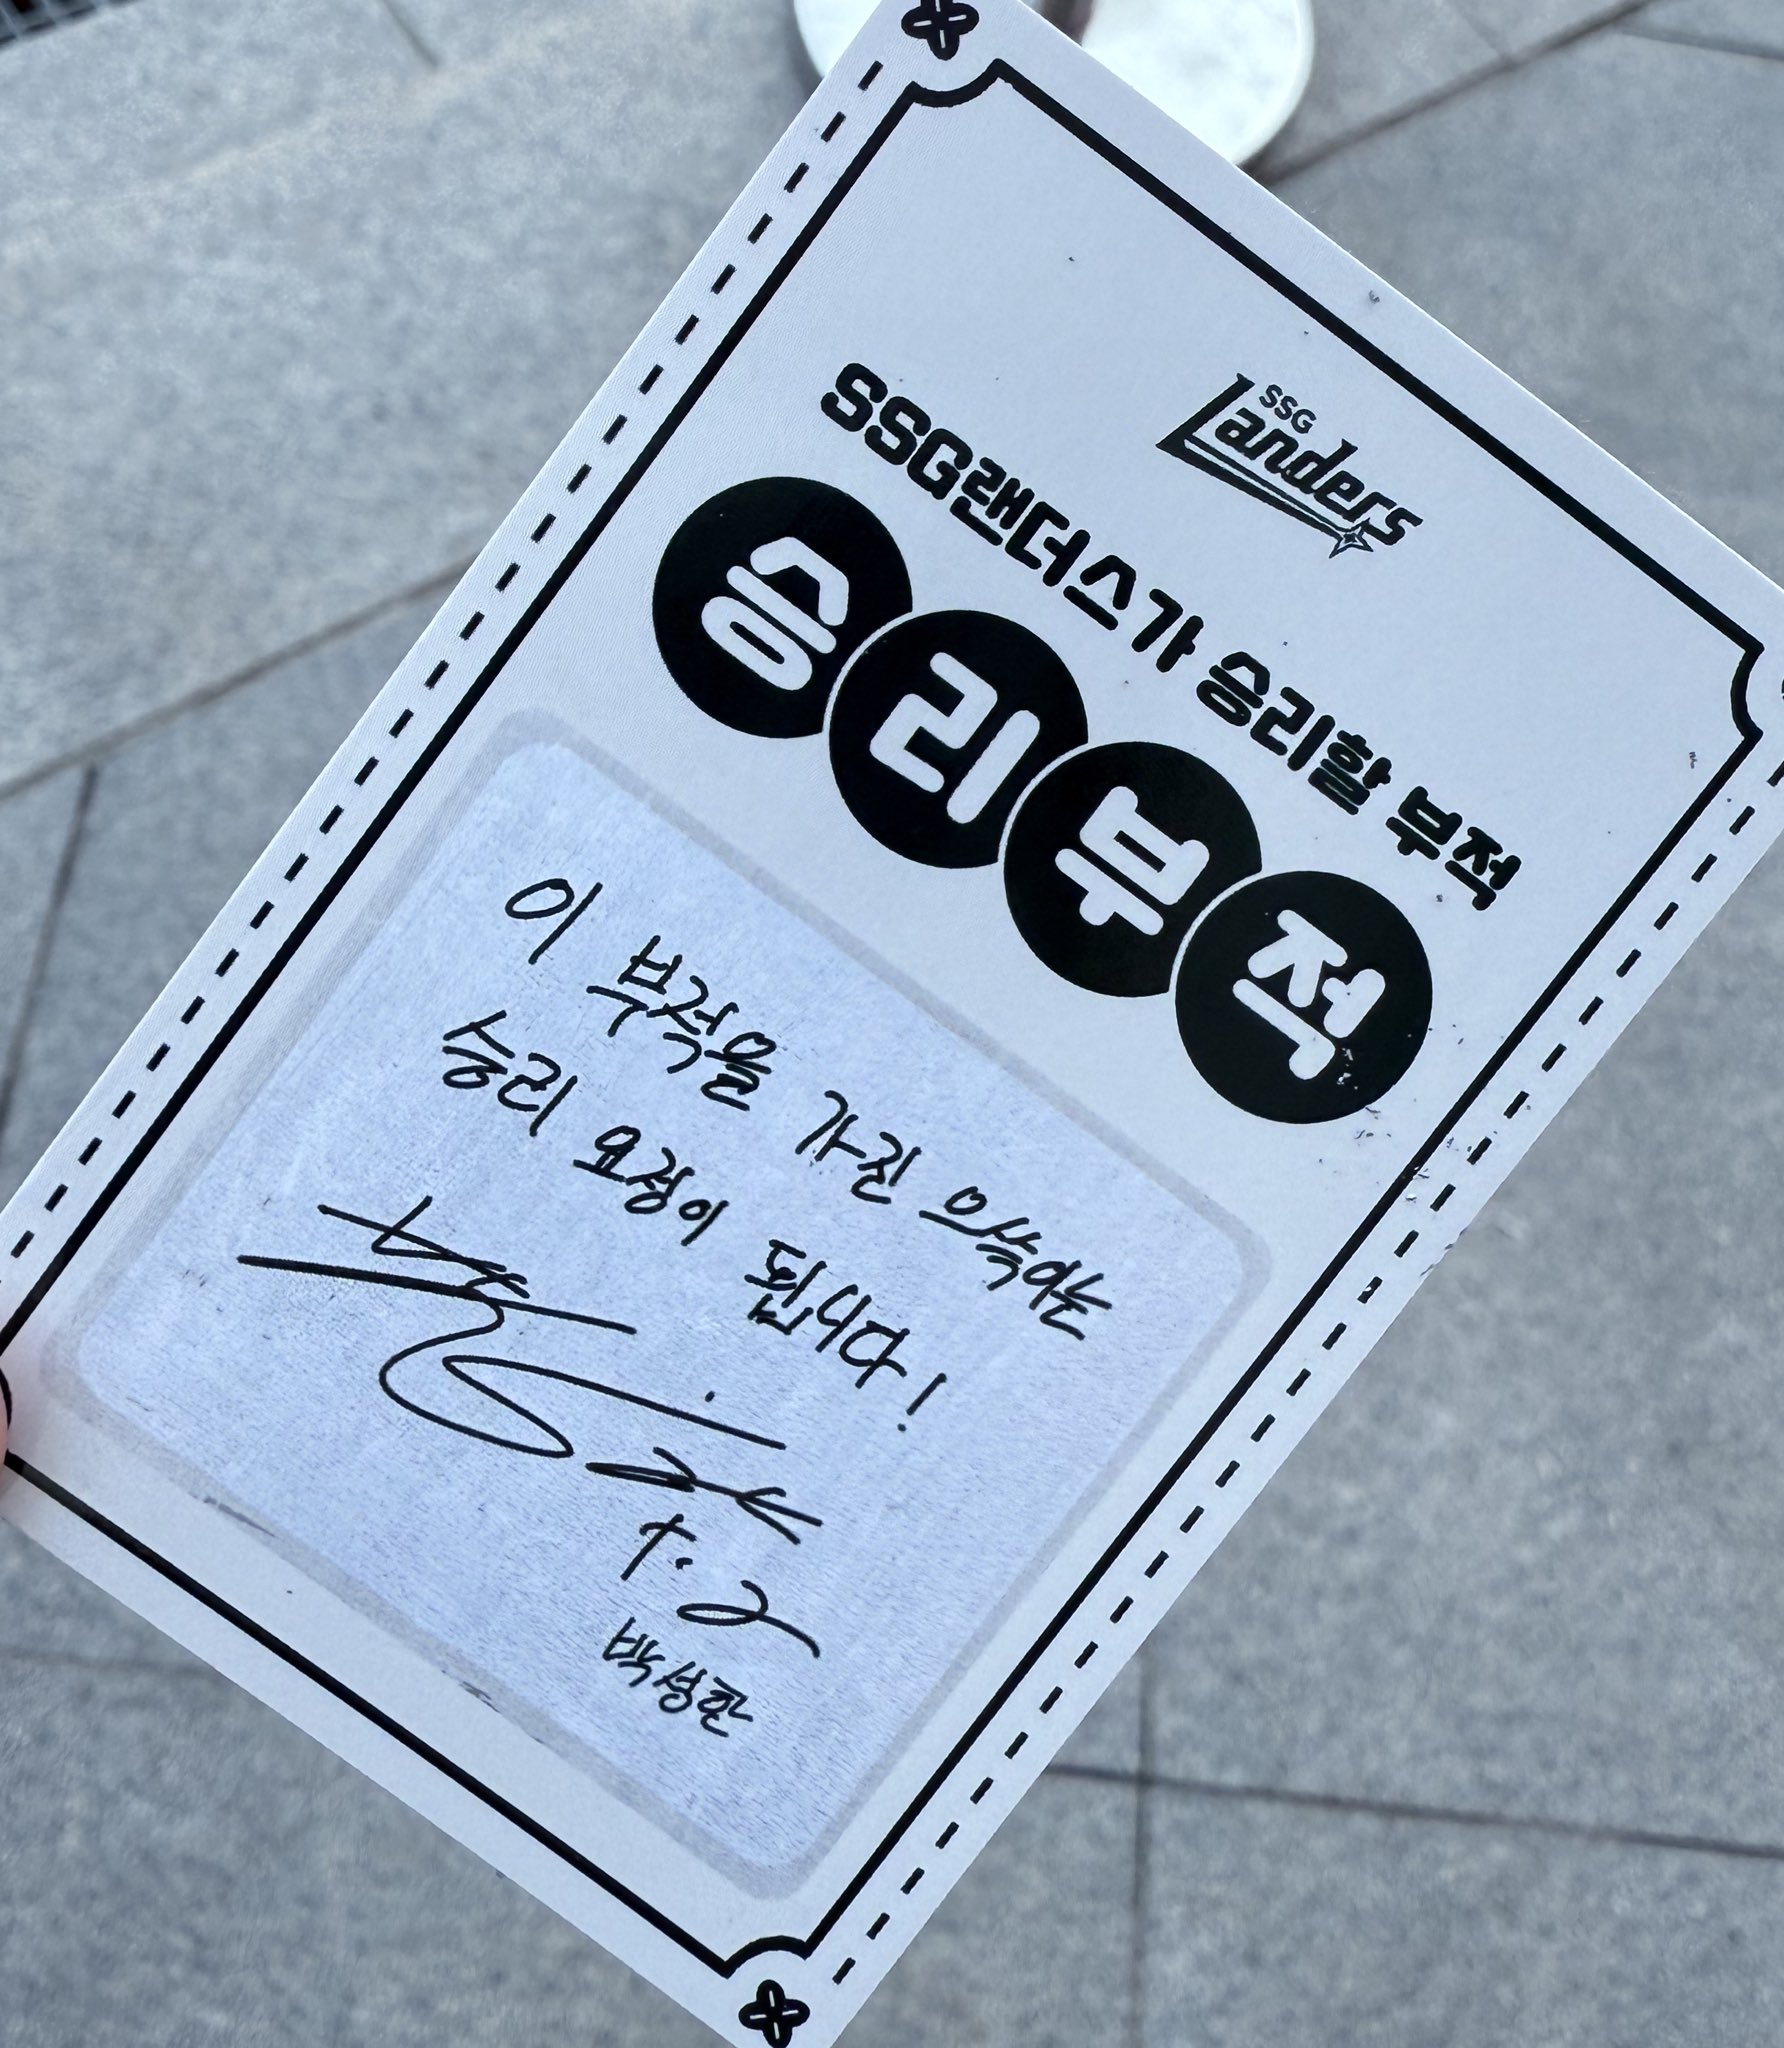 SSG
Landers
SSG랜더스가 승리할 부적
승리부적
이 부적을 가진 으쓱이는
승리 요정이 됩니다!
박성한